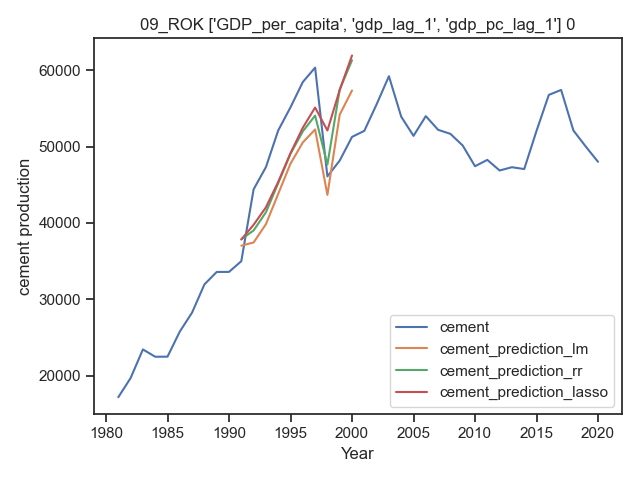 09_ROK ['GDP_per_capita', 'gdp_lag_1', 'gdp_pc_lag_1'] 0
cement production
60000
50000
40000
30000
20000
cement
cement_prediction_lm
cement_prediction_rr
cement_prediction_lasso
1980 1985 1990 1995 2000 2005 2010 2015 2020
Year